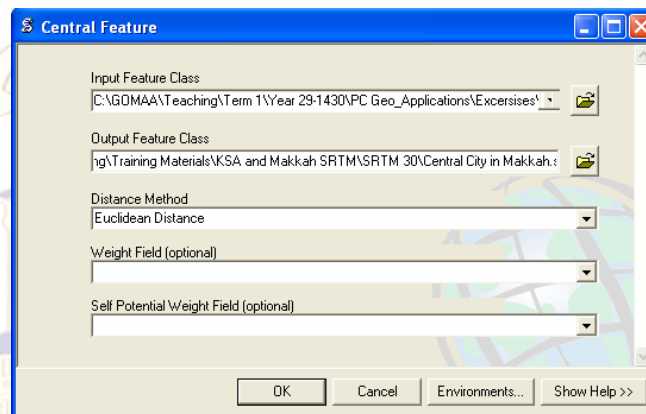 Central Feature
Input Feature Class
C:\GOMAA\Teaching\Term 1\Year 29-1430\PC Geo_Applications\Excersises\
Output Feature Class
ng\Training Materials\KSA and Makkah SRTM\SRTM 30\Central City in Makkah.s
Distance Method
Euclidean Distance
Weight Field (optional)
Self Potential Weight Field (optional)
OK Cancel Environments... Show Help >>